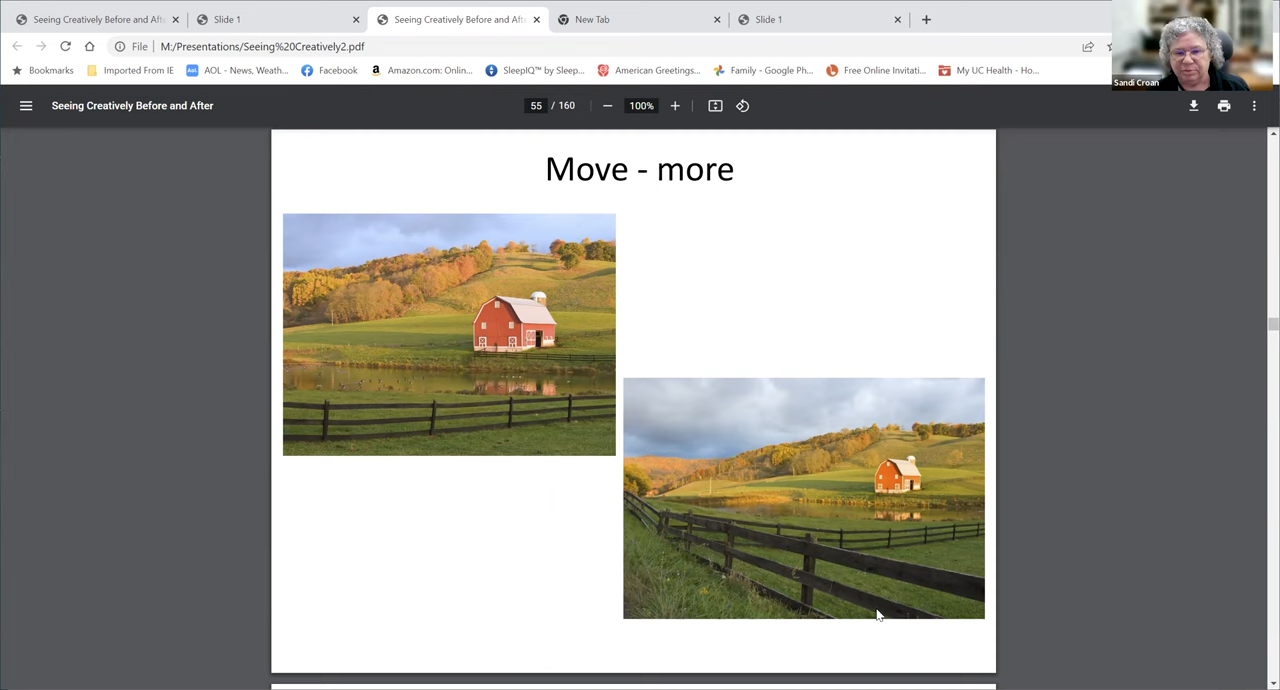 Seeing Creatively Before and Afte
Slide 1
Seeing Creatively Before and Afte
New Tab
Slide 1
File | M:/Presentations/Seeing%20Creatively2.pdf
Bookmarks
Imported From IE
AOL - News, Weath...
Facebook
Amazon.com: Onlin...
SleepIQ™ by Sleep...
American Greetings...
Family - Google Ph...
Free Online Invitati...
My UC Health - Ho...
Sandi Croan
Seeing Creatively Before and After
55 / 160
100%
Move - more